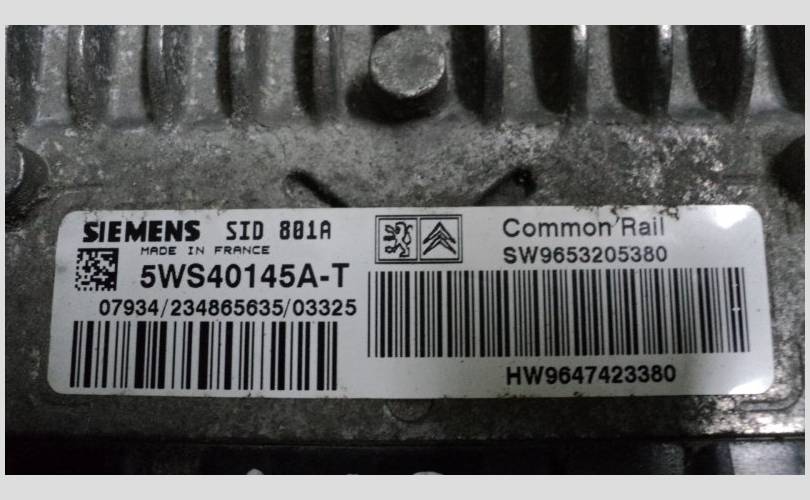 SIEMENS SID 801A
MADE IN FRANCE
5WS40145A-T
07934/234865635/03325
Common Rail
SW9653205380
HW9647423380